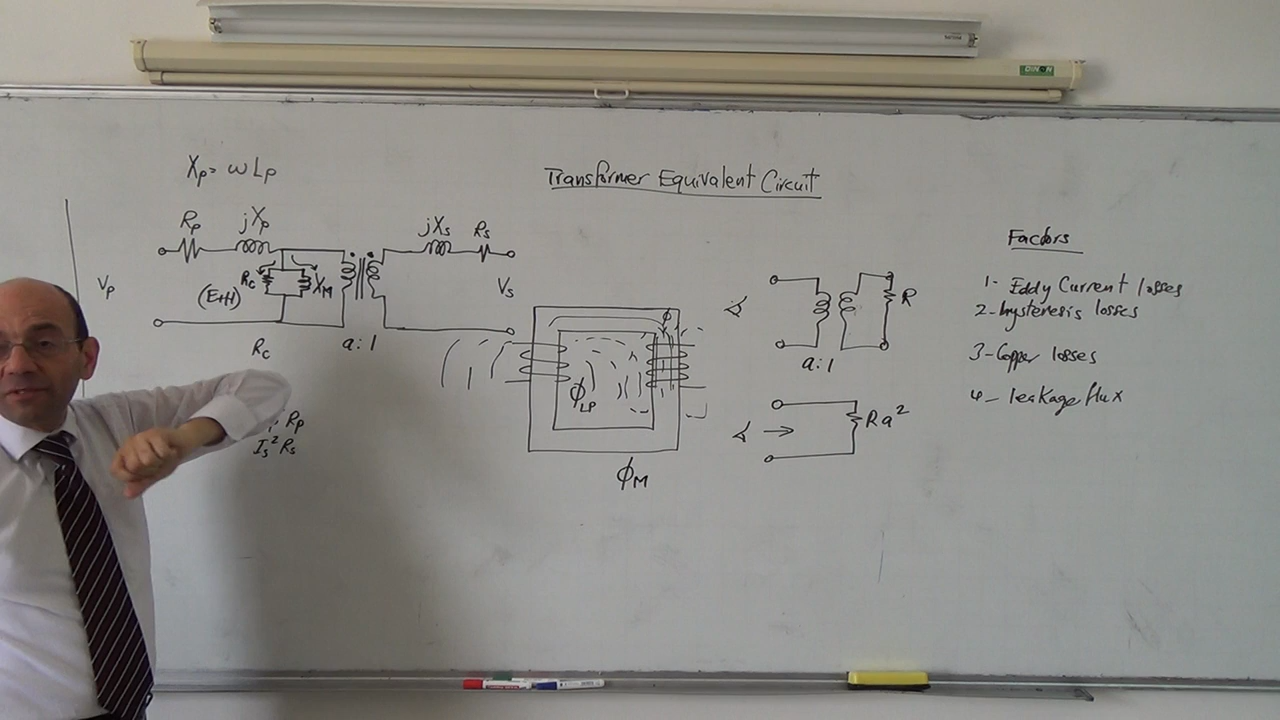 DINON
Xp = ωLp
Transformer Equivalent Circuit
Rp
jXp
jXs
Rs
Factors
Vp
(E+H)
Rc
XM
Vs
1- Eddy Current losses
2- hysteresis losses
R
Rc
a:1
a:1
3- Copper losses
ϕLP
4- leakage flux
Ra²
Rp
Is² Rs
ϕM